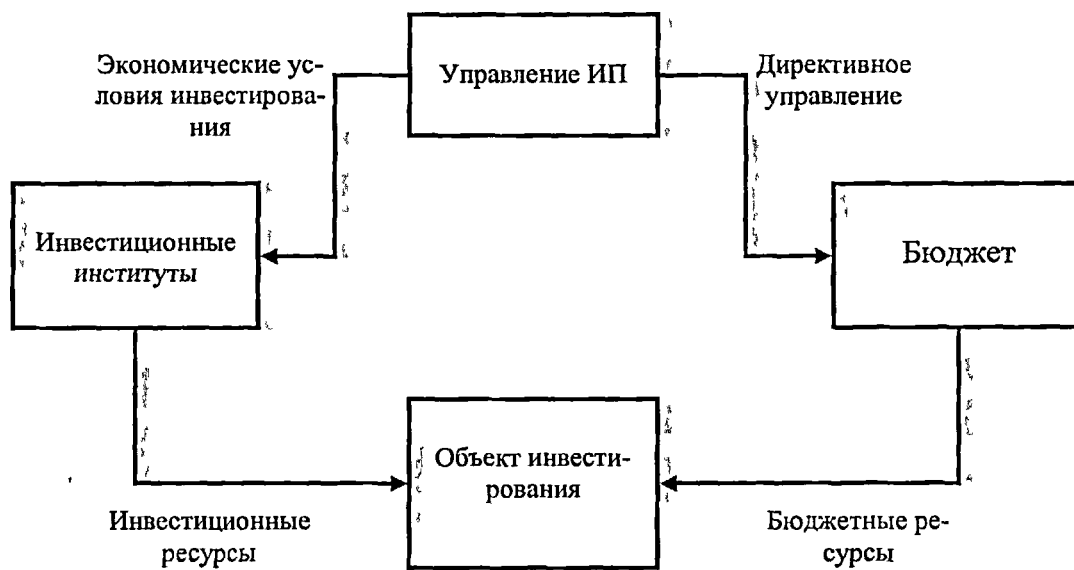 Экономические ус-
ловия инвестирова-
ния
Управление ИП
Директивное
управление
Инвестиционные
институты
Бюджет
Объект инвести-
рования
Инвестиционные
ресурсы
Бюджетные ре-
сурсы